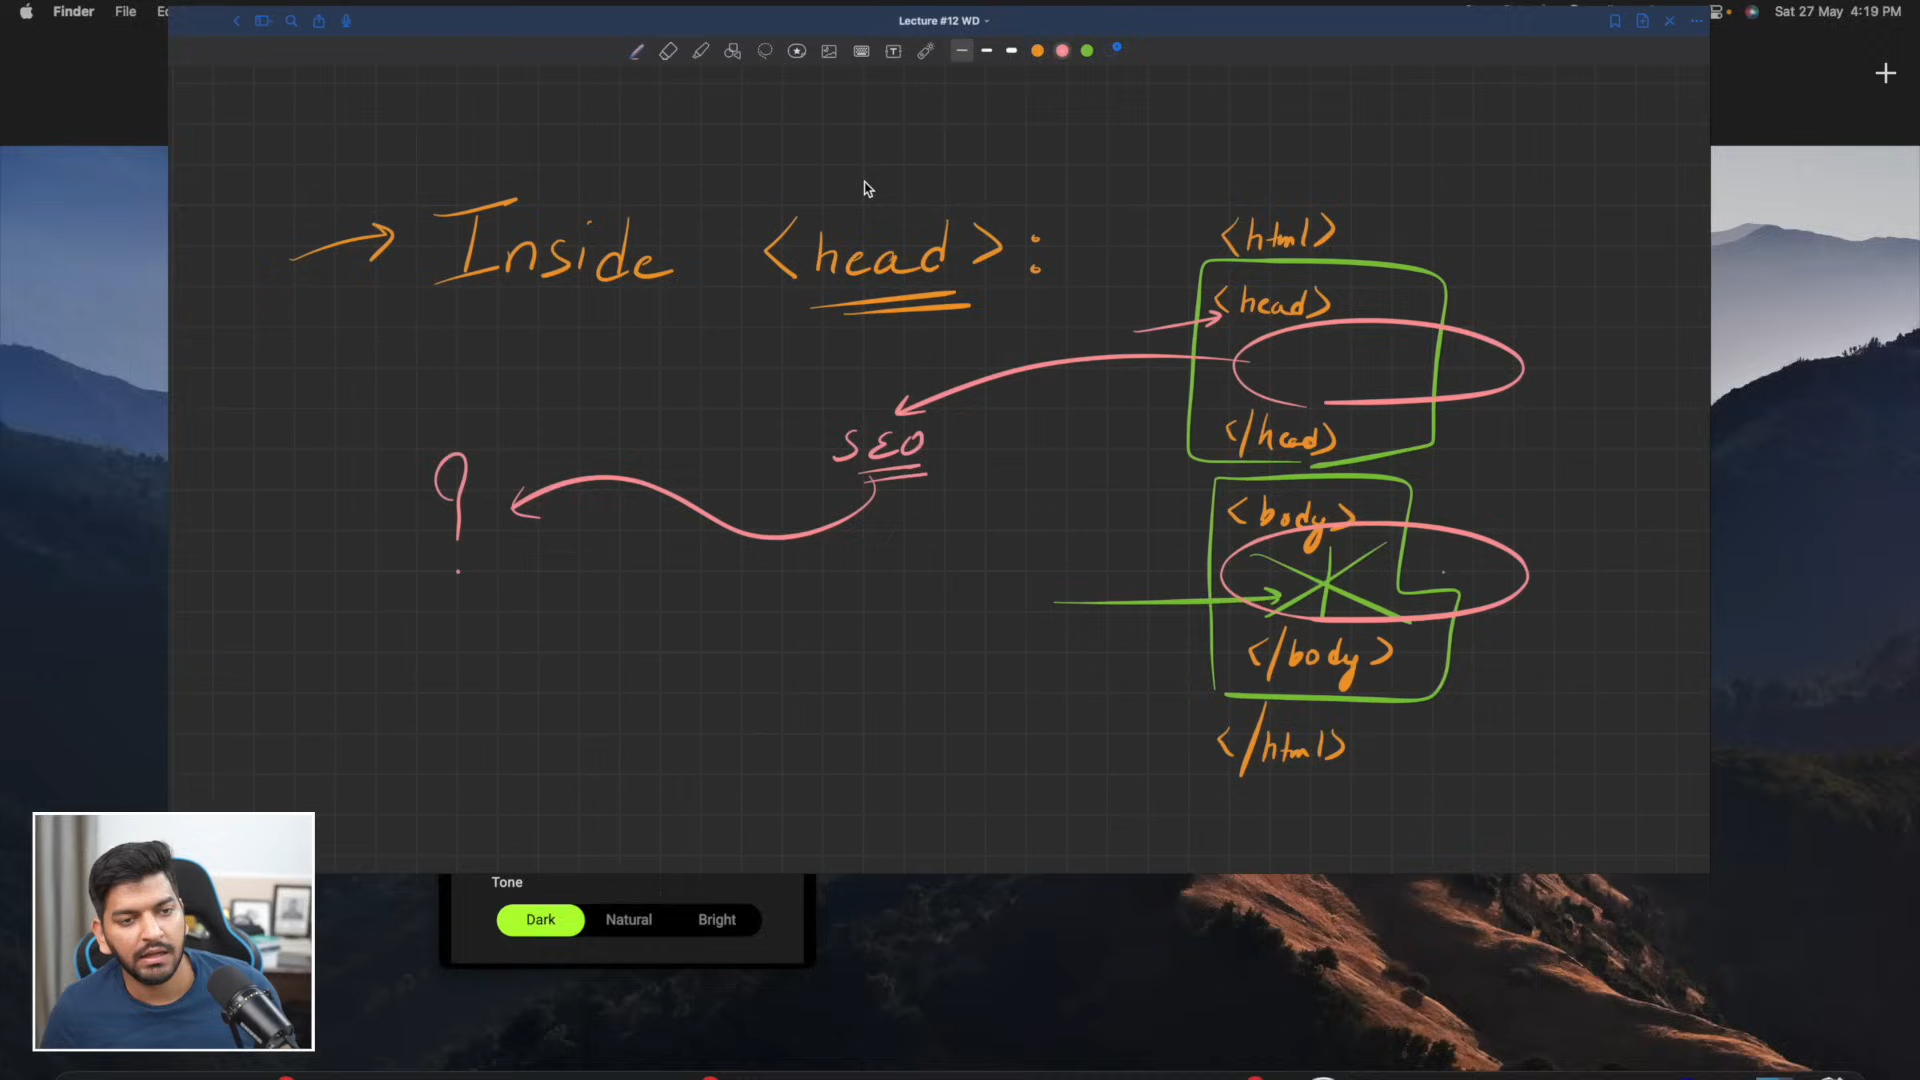 Finder File
Lecture #12 WD
Sat 27 May 4:19 PM
→ Inside <head>:
<html>
<head>
</head>
SEO
?
<body>
</body>
</html>
Tone
Dark Natural Bright